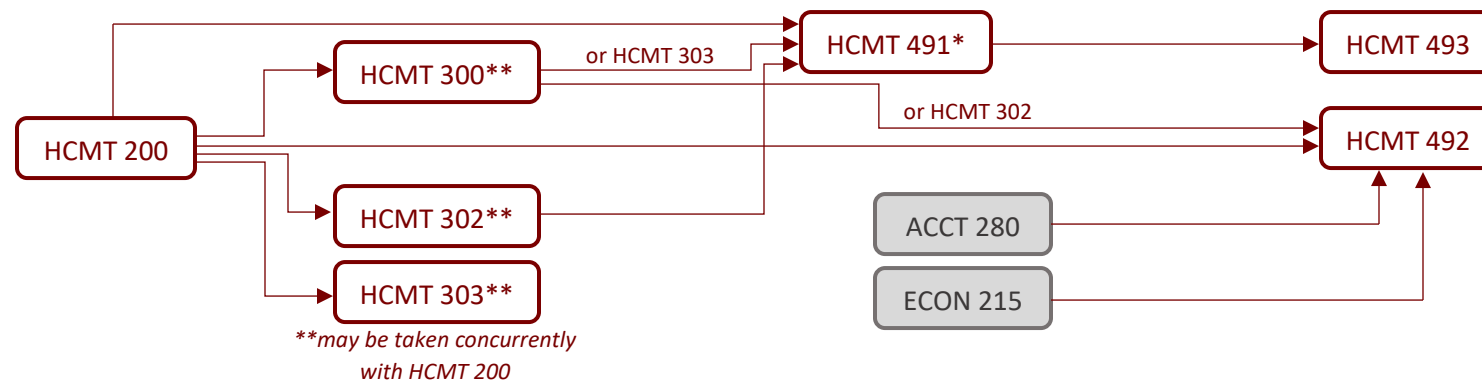 HCMT 491*
HCMT 493
or HCMT 303
HCMT 300**
or HCMT 302
HCMT 200
HCMT 492
HCMT 302**
ACCT 280
HCMT 303**
ECON 215
**may be taken concurrently
with HCMT 200